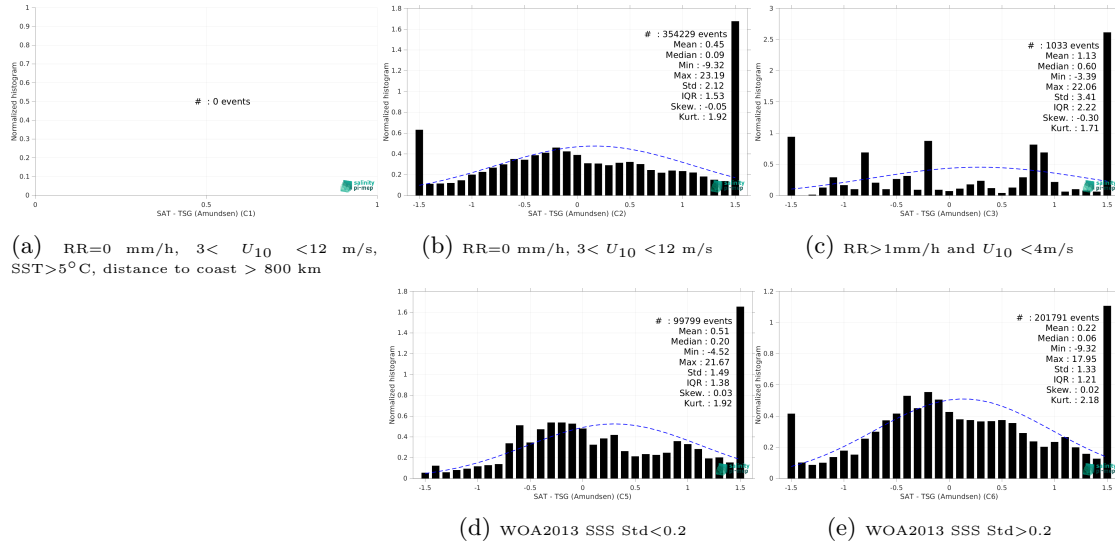 1
0.9
0.8
0.7
0.6
0.5
0.4
0.3
0.2
0.1
0
Normalized histogram
# : 0 events
0 0.5 1
SAT - TSG (Amundsen) (C1)
salinity
pi-mep
(a) RR=0 mm/h, 3< U10 <12 m/s,
SST>5°C, distance to coast > 800 km
1.8
1.6
1.4
1.2
1
0.8
0.6
0.4
0.2
0
Normalized histogram
# : 354229 events
Mean : 0.45
Median : 0.09
Min : -9.32
Max : 23.19
Std : 2.12
IQR : 1.53
Skew. : -0.05
Kurt. : 1.92
-1.5 -1 -0.5 0 0.5 1 1.5
SAT - TSG (Amundsen) (C2)
salinity
pi-mep
(b) RR=0 mm/h, 3< U10 <12 m/s
3
2.5
2
1.5
1
0.5
0
Normalized histogram
# : 1033 events
Mean : 1.13
Median : 0.60
Min : -3.39
Max : 22.06
Std : 3.41
IQR : 2.22
Skew. : -0.30
Kurt. : 1.71
-1.5 -1 -0.5 0 0.5 1 1.5
SAT - TSG (Amundsen) (C3)
salinity
pi-mep
(c) RR>1mm/h and U10 <4m/s
1.8
1.6
1.4
1.2
1
0.8
0.6
0.4
0.2
0
Normalized histogram
# : 99799 events
Mean : 0.51
Median : 0.20
Min : -4.52
Max : 21.67
Std : 1.49
IQR : 1.38
Skew. : 0.03
Kurt. : 1.92
-1.5 -1 -0.5 0 0.5 1 1.5
SAT - TSG (Amundsen) (C5)
salinity
pi-mep
(d) WOA2013 SSS Std<0.2
1.2
1
0.8
0.6
0.4
0.2
0
Normalized histogram
# : 201791 events
Mean : 0.22
Median : 0.06
Min : -9.32
Max : 17.95
Std : 1.33
IQR : 1.21
Skew. : 0.02
Kurt. : 2.18
-1.5 -1 -0.5 0 0.5 1 1.5
SAT - TSG (Amundsen) (C6)
salinity
pi-mep
(e) WOA2013 SSS Std>0.2